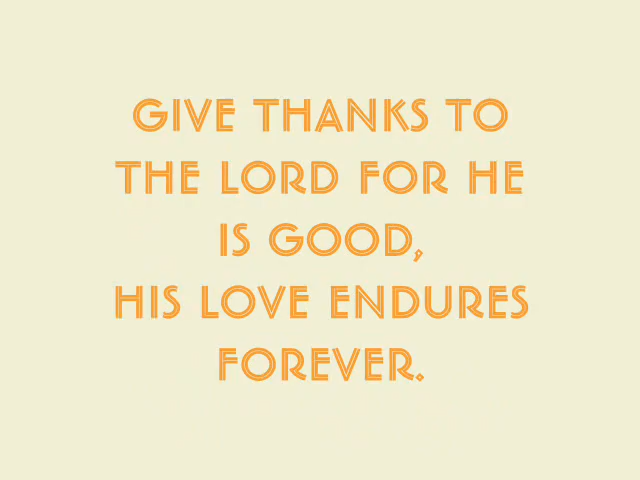 GIVE THANKS TO
THE LORD FOR HE
IS GOOD,
HIS LOVE ENDURES
FOREVER.